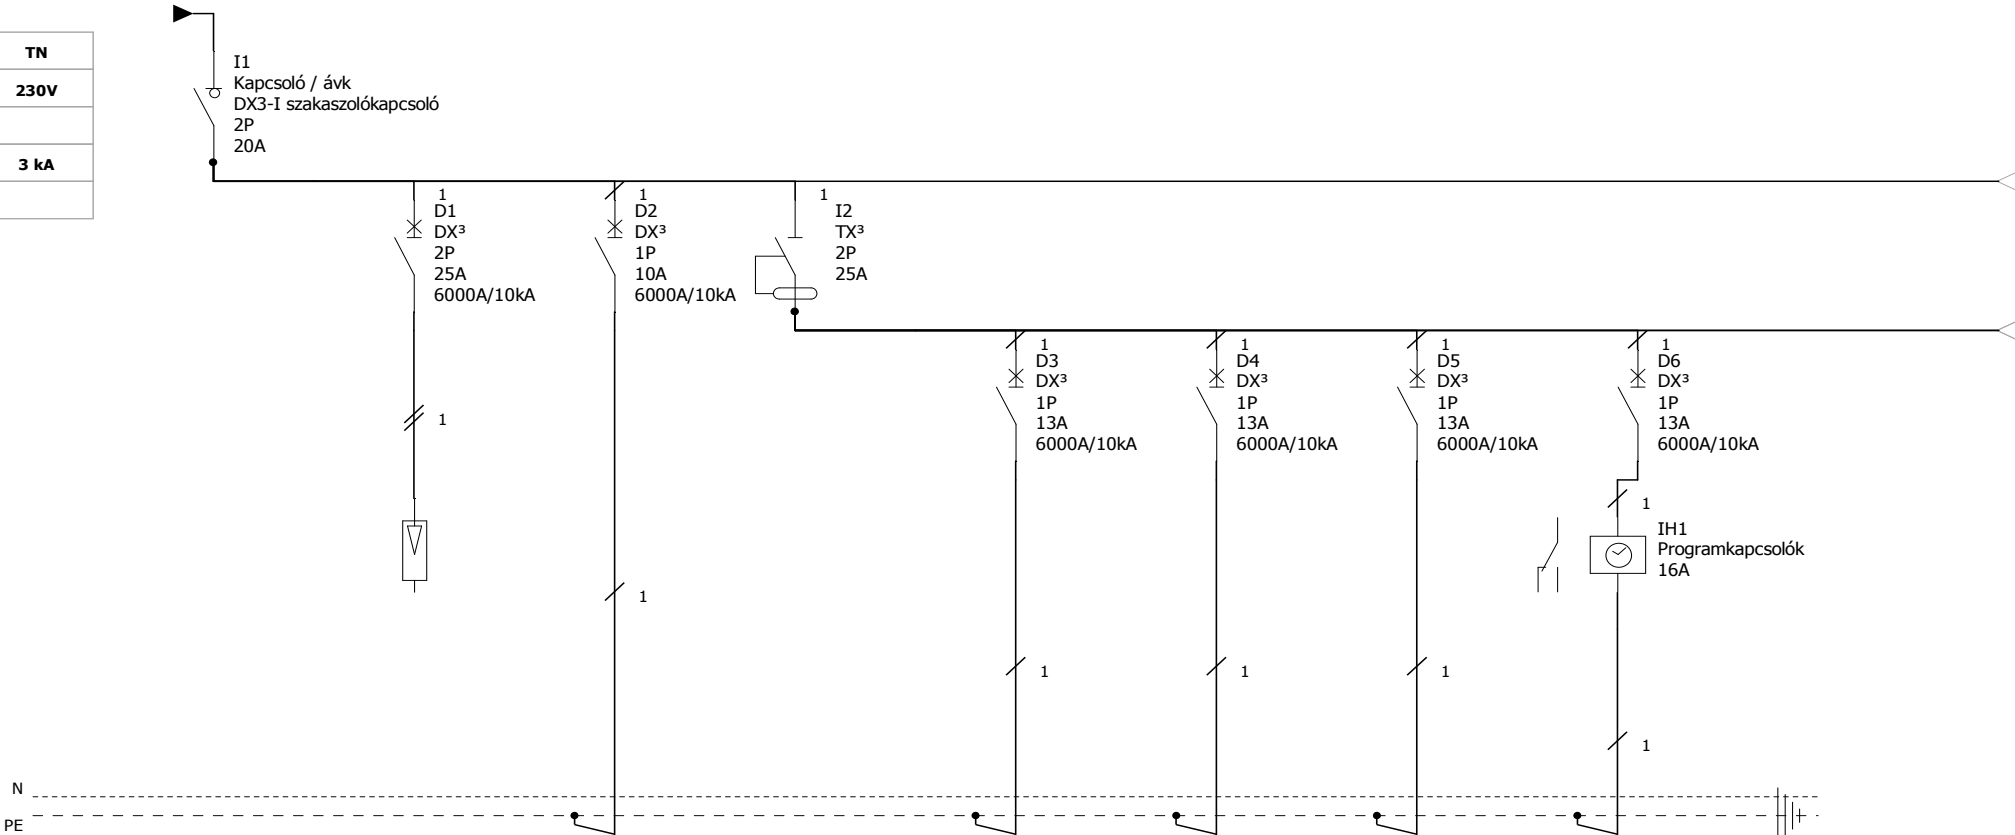 TN
230V
3 kA
I1
Kapcsoló / ávk
DX3-I szakaszolókapcsoló
2P
20A
1
D1
DX³
2P
25A
6000A/10kA
1
1
D2
DX³
1P
10A
6000A/10kA
1
1
I2
TX³
2P
25A
1
D3
DX³
1P
13A
6000A/10kA
1
1
D4
DX³
1P
13A
6000A/10kA
1
1
D5
DX³
1P
13A
6000A/10kA
1
1
D6
DX³
1P
13A
6000A/10kA
1
IH1
Programkapcsolók
16A
1
N
PE